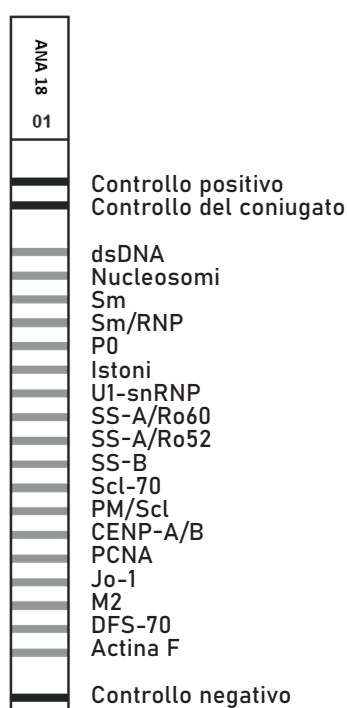 ANA 18
01
Controllo positivo
Controllo del coniugato
dsDNA
Nucleosomi
Sm
Sm/RNP
P0
Istoni
U1-snRNP
SS-A/Ro60
SS-A/Ro52
SS-B
Scl-70
PM/Scl
CENP-A/B
PCNA
Jo-1
M2
DFS-70
Actina F
Controllo negativo